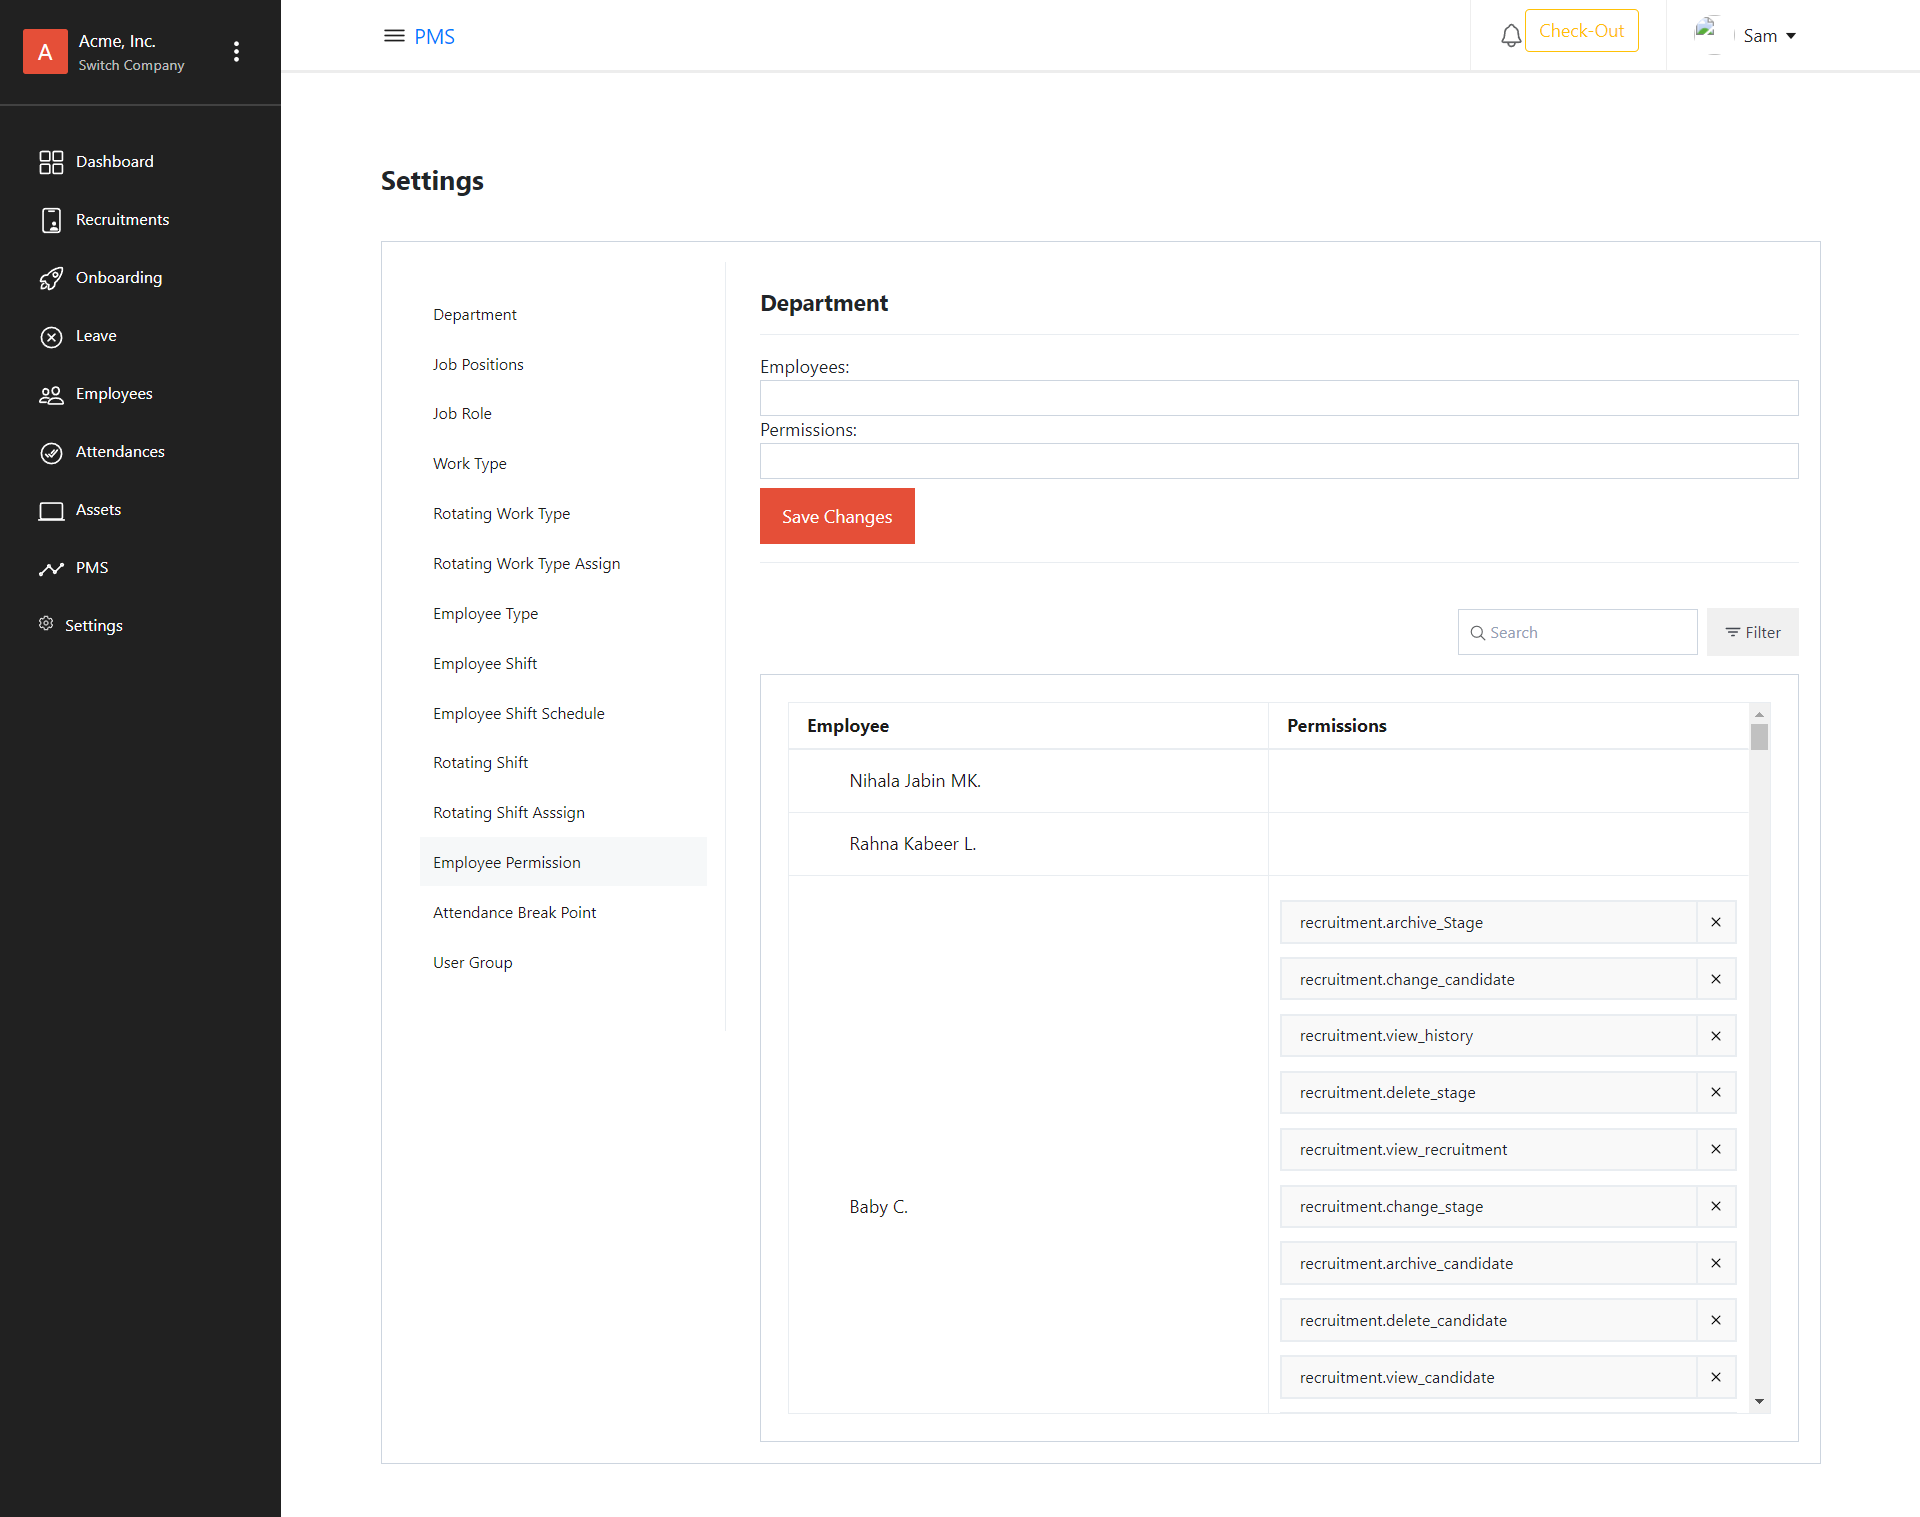 A
Acme, Inc.
Switch Company
PMS
Check-Out
Sam
Dashboard
Recruitments
Onboarding
Leave
Employees
Attendances
Assets
PMS
Settings
Settings
Department
Job Positions
Job Role
Work Type
Rotating Work Type
Rotating Work Type Assign
Employee Type
Employee Shift
Employee Shift Schedule
Rotating Shift
Rotating Shift Asssign
Employee Permission
Attendance Break Point
User Group
Department
Employees:
Permissions:
Save Changes
Search
Filter
Employee Permissions
Nihala Jabin MK.
Rahna Kabeer L.
Baby C.
recruitment.archive_Stage
recruitment.change_candidate
recruitment.view_history
recruitment.delete_stage
recruitment.view_recruitment
recruitment.change_stage
recruitment.archive_candidate
recruitment.delete_candidate
recruitment.view_candidate